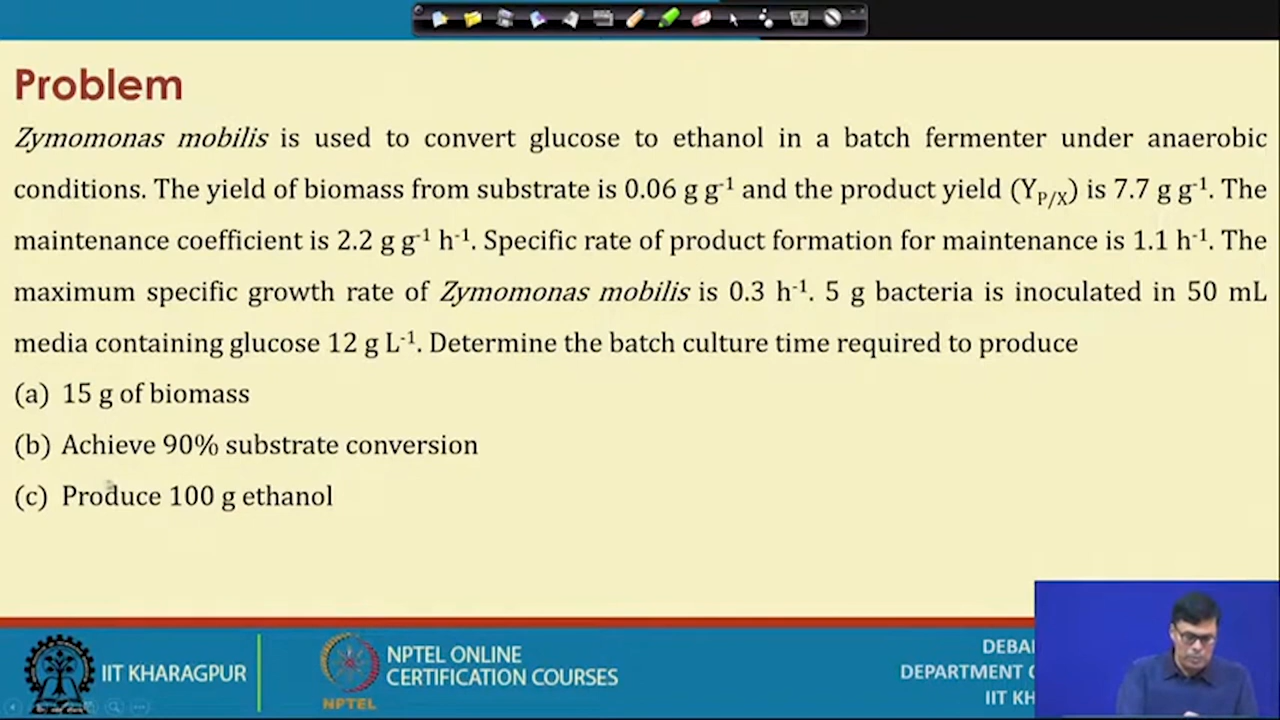 Problem
Zymomonas mobilis is used to convert glucose to ethanol in a batch fermenter under anaerobic
conditions. The yield of biomass from substrate is 0.06 g g⁻¹ and the product yield (Y_P/X) is 7.7 g g⁻¹. The
maintenance coefficient is 2.2 g g⁻¹ h⁻¹. Specific rate of product formation for maintenance is 1.1 h⁻¹. The
maximum specific growth rate of Zymomonas mobilis is 0.3 h⁻¹. 5 g bacteria is inoculated in 50 mL
media containing glucose 12 g L⁻¹. Determine the batch culture time required to produce
(a) 15 g of biomass
(b) Achieve 90% substrate conversion
(c) Produce 100 g ethanol
IIT KHARAGPUR
NPTEL
NPTEL ONLINE
CERTIFICATION COURSES
DEBA
DEPARTMENT
IIT KH